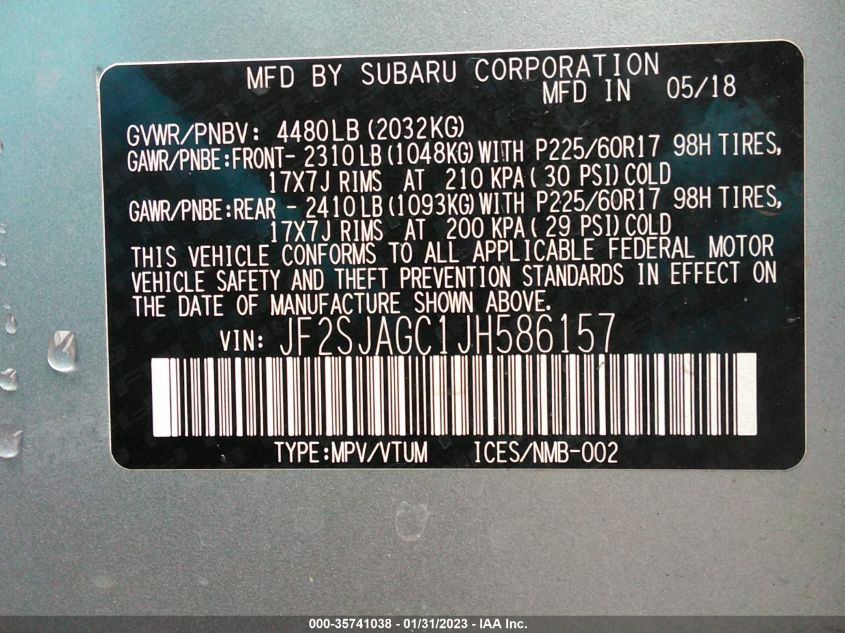 MFD BY SUBARU CORPORATION
MFD IN 05/18
GVWR/PNBV: 4480LB(2032KG)
GAWR/PNBE:FRONT- 2310LB(1048KG)WITH P225/60R17 98H TIRES,
17X7J RIMS AT 210 KPA( 30 PSI)COLD
GAWR/PNBE:REAR - 2410LB(1093KG)WITH P225/60R17 98H TIRES,
17X7J RIMS AT 200 KPA( 29 PSI)COLD
THIS VEHICLE CONFORMS TO ALL APPLICABLE FEDERAL MOTOR
VEHICLE SAFETY AND THEFT PREVENTION STANDARDS IN EFFECT ON
THE DATE OF MANUFACTURE SHOWN ABOVE.
VIN: JF2SJAGC1JH586157
TYPE:MPV/VTUM ICES/NMB-002
000-35741038 - 01/31/2023 - IAA Inc.